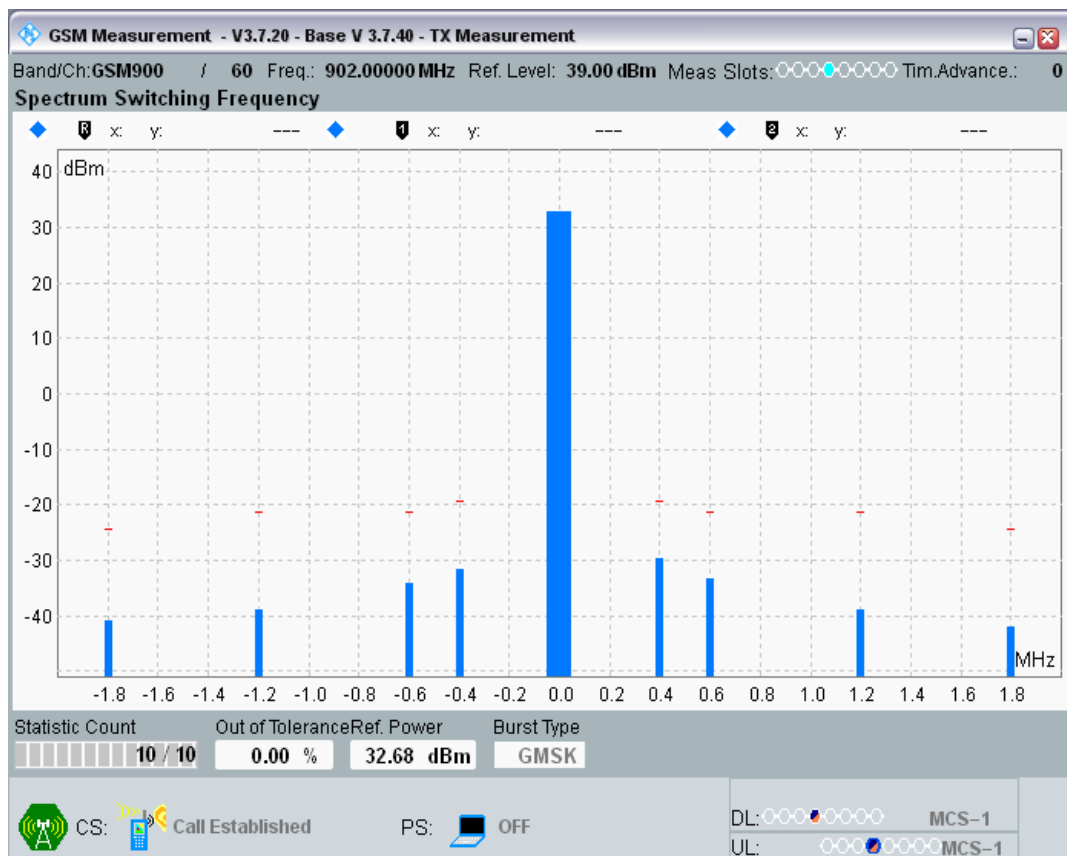 GSM Measurement - V3.7.20 - Base V 3.7.40 - TX Measurement
Band/Ch:GSM900 / 60 Freq.: 902.00000 MHz Ref. Level: 39.00 dBm Meas Slots: Tim.Advance.: 0
Spectrum Switching Frequency
R x: y: --- 1 x: y: --- 2 x: y: ---
dBm
40
30
20
10
0
-10
-20
-30
-40
MHz
-1.8 -1.6 -1.4 -1.2 -1.0 -0.8 -0.6 -0.4 -0.2 0.0 0.2 0.4 0.6 0.8 1.0 1.2 1.4 1.6 1.8
Statistic Count Out of Tolerance Ref. Power Burst Type
10 / 10 0.00 % 32.68 dBm GMSK
CS: Call Established PS: OFF DL: MCS-1
UL: MCS-1